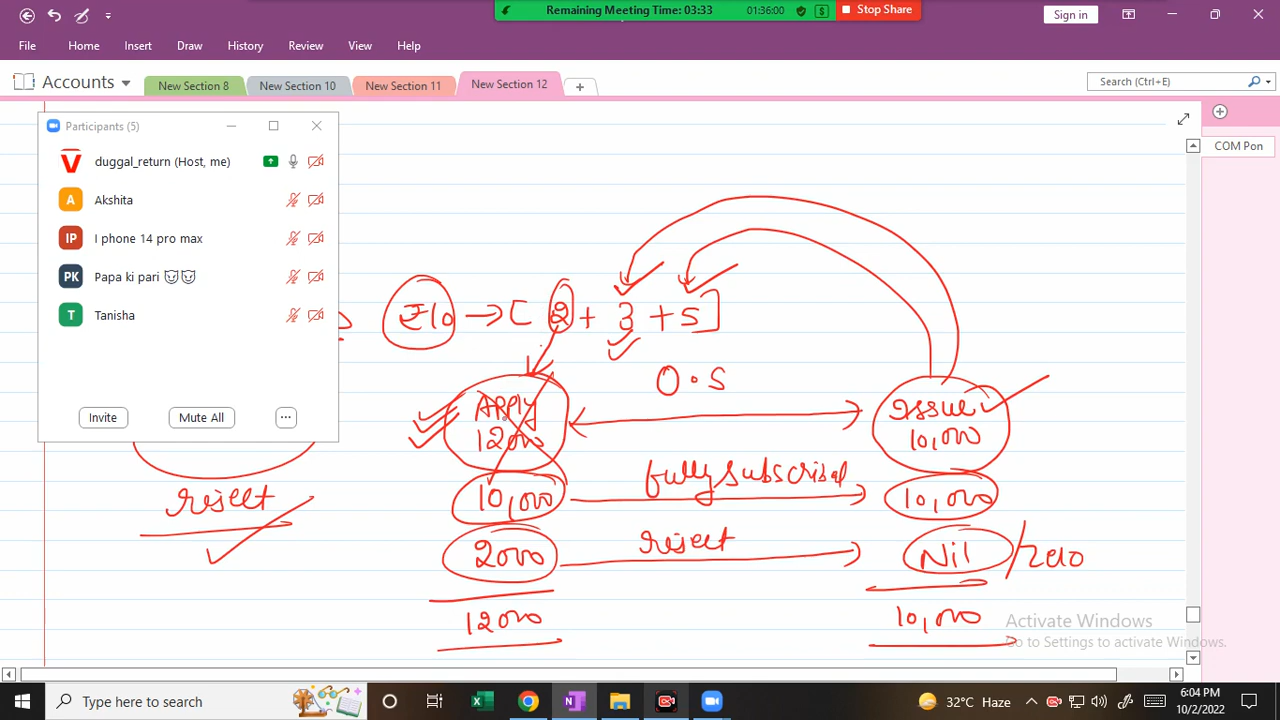 Remaining Meeting Time: 03:33
01:36:00
Stop Share
Sign in
File Home Insert Draw History Review View Help
Accounts
New Section 8
New Section 10
New Section 11
New Section 12
Search (Ctrl+E)
Participants (5)
COM Pon
duggal_return (Host, me)
A Akshita
IP I phone 14 pro max
PK Papa ki pari 🐱🐱
T Tanisha
Invite Mute All ...
₹10 → [ 2 + 3 + 5 ]
O.S
APPly
12000
Issue
10,000
reject
10,000 fully subscribed 10,000
2000 reject Nil / zero
12000
10,000
Activate Windows
Go to Settings to activate Windows.
Type here to search
32°C Haze
6:04 PM
10/2/2022